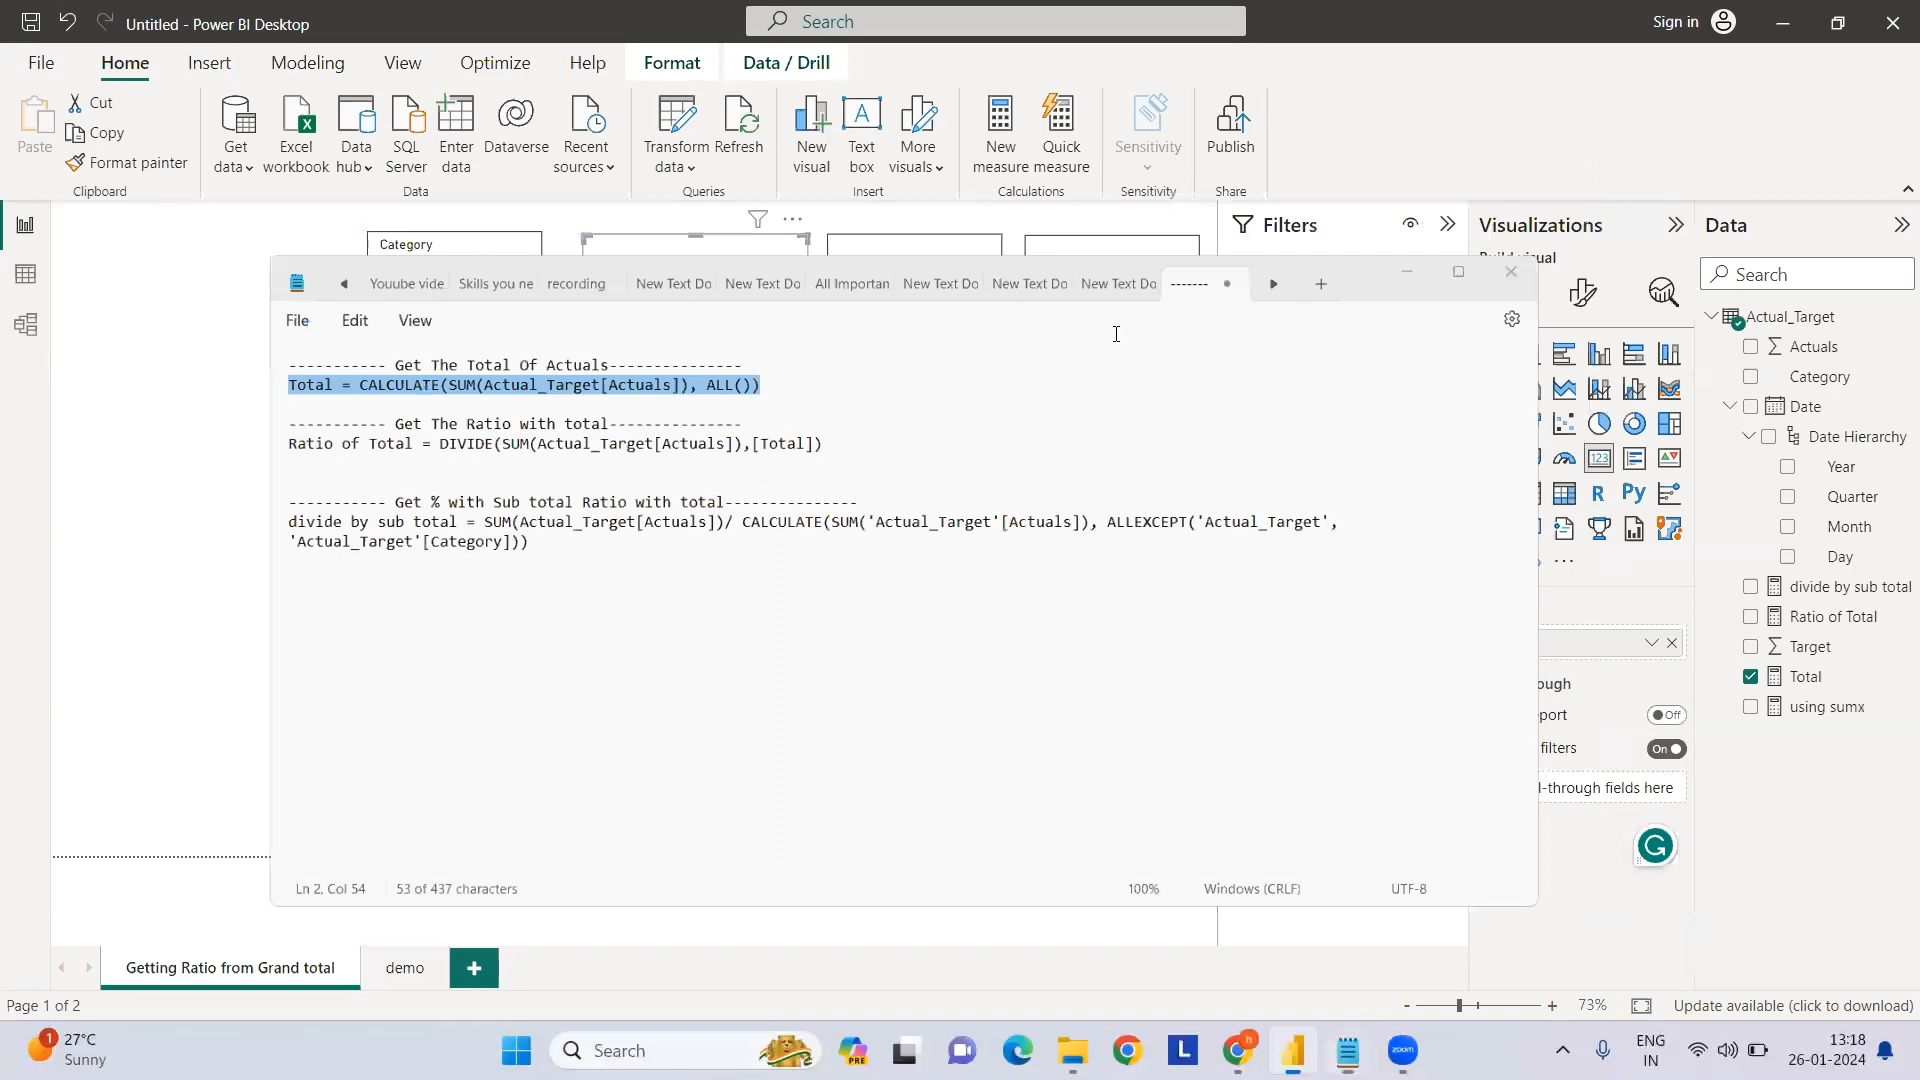 Untitled - Power BI Desktop
Search
Sign in
File Home Insert Modeling View Optimize Help Format Data / Drill
Paste
Cut
Copy
Format painter
Clipboard
Get data
Excel workbook
Data hub
SQL Server
Enter data
Dataverse
Recent sources
Data
Transform data
Refresh
Queries
New visual
Text box
More visuals
Insert
New measure
Quick measure
Calculations
Sensitivity
Sensitivity
Publish
Share
Category
Filters
Visualizations
Data
Search
Youube vide Skills you ne recording New Text Do New Text Do All Importan New Text Do New Text Do New Text Do -------
File Edit View
----------- Get The Total Of Actuals---------------
Total = CALCULATE(SUM(Actual_Target[Actuals]), ALL())
----------- Get The Ratio with total---------------
Ratio of Total = DIVIDE(SUM(Actual_Target[Actuals]),[Total])
----------- Get % with Sub total Ratio with total---------------
divide by sub total = SUM(Actual_Target[Actuals])/ CALCULATE(SUM('Actual_Target'[Actuals]), ALLEXCEPT('Actual_Target',
'Actual_Target'[Category]))
Ln 2, Col 54 53 of 437 characters 100% Windows (CRLF) UTF-8
123
R
Py
port
Off
filters
On
l-through fields here
Actual_Target
Actuals
Category
Date
Date Hierarchy
Year
Quarter
Month
Day
divide by sub total
Ratio of Total
Target
Total
using sumx
Getting Ratio from Grand total
demo
Page 1 of 2
73%
Update available (click to download)
1
27°C
Sunny
Search
PRE
L
zoom
ENG
IN
13:18
26-01-2024